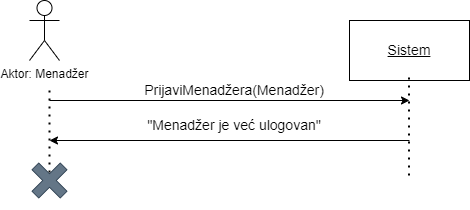 Sistem
Aktor: Menadžer
PrijaviMenadžera(Menadžer)
"Menadžer je već ulogovan"